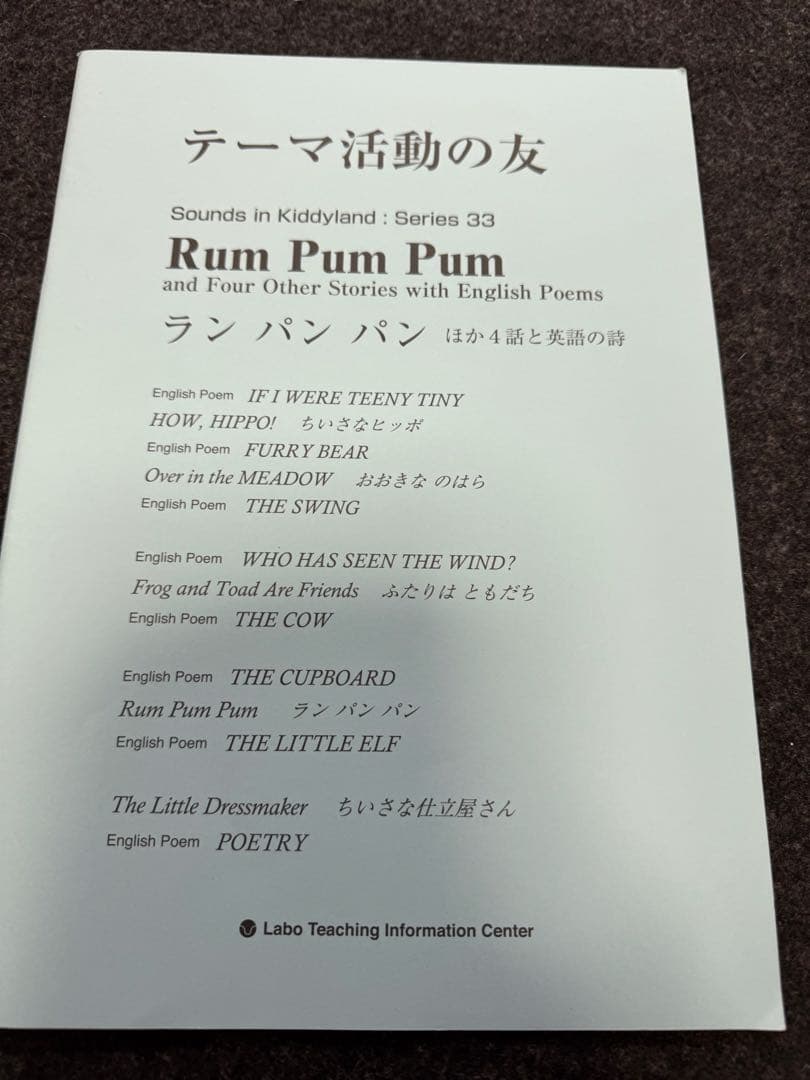 テーマ活動の友
Sounds in Kiddyland : Series 33
Rum Pum Pum
and Four Other Stories with English Poems
ラン パン パン ほか4話と英語の詩
English Poem IF I WERE TEENY TINY
HOW, HIPPO! ちいさなヒッポ
English Poem FURRY BEAR
Over in the MEADOW おおきな のはら
English Poem THE SWING
English Poem WHO HAS SEEN THE WIND?
Frog and Toad Are Friends ふたりは ともだち
English Poem THE COW
English Poem THE CUPBOARD
Rum Pum Pum ラン パン パン
English Poem THE LITTLE ELF
The Little Dressmaker ちいさな仕立屋さん
English Poem POETRY
Labo Teaching Information Center